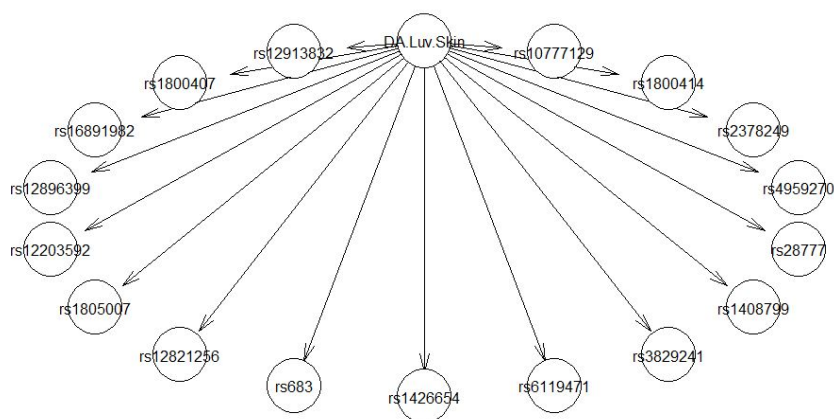 DA.Luv.Skin
rs12913832
rs10777129
rs1800407
rs1800414
rs16891982
rs2378249
rs12896399
rs4959270
rs12203592
rs28777
rs1805007
rs1408799
rs12821256
rs3829241
rs683
rs6119471
rs1426654